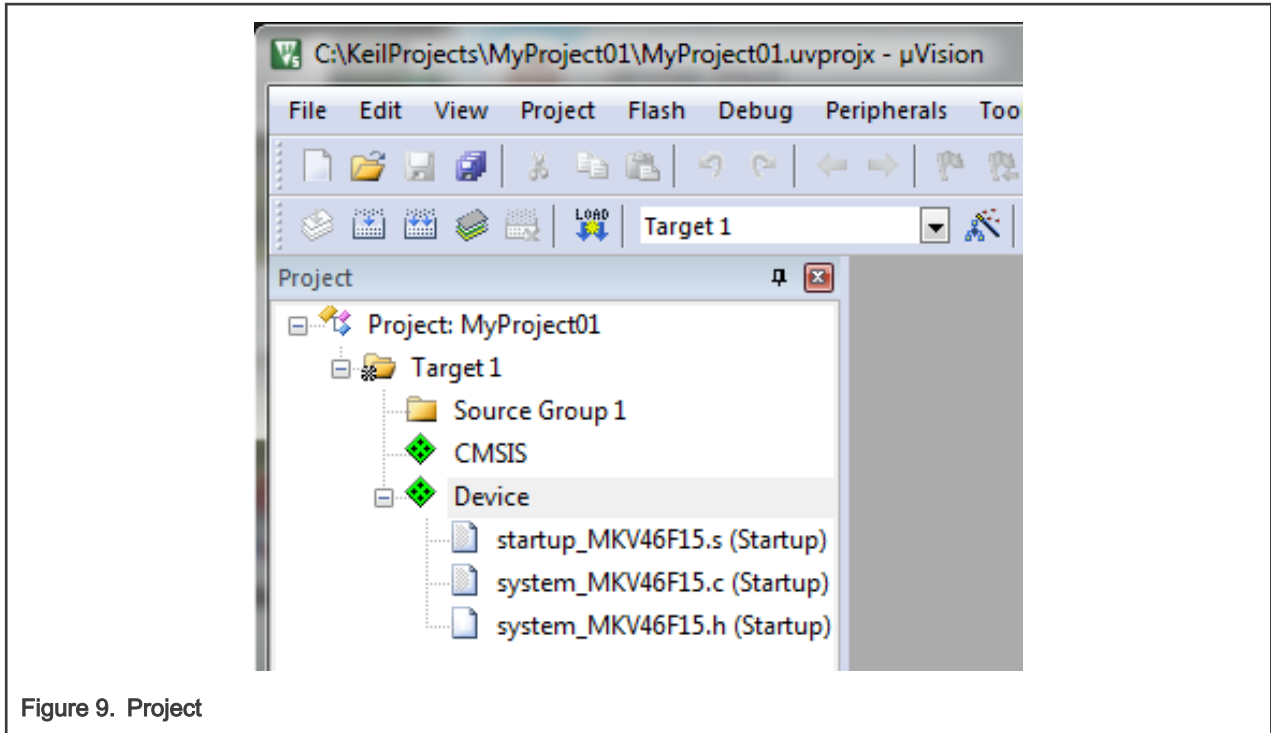 C:\KeilProjects\MyProject01\MyProject01.uvprojx - µVision
File Edit View Project Flash Debug Peripherals Too
LOAD Target 1
Project
Project: MyProject01
Target 1
Source Group 1
CMSIS
Device
startup_MKV46F15.s (Startup)
system_MKV46F15.c (Startup)
system_MKV46F15.h (Startup)
Figure 9. Project